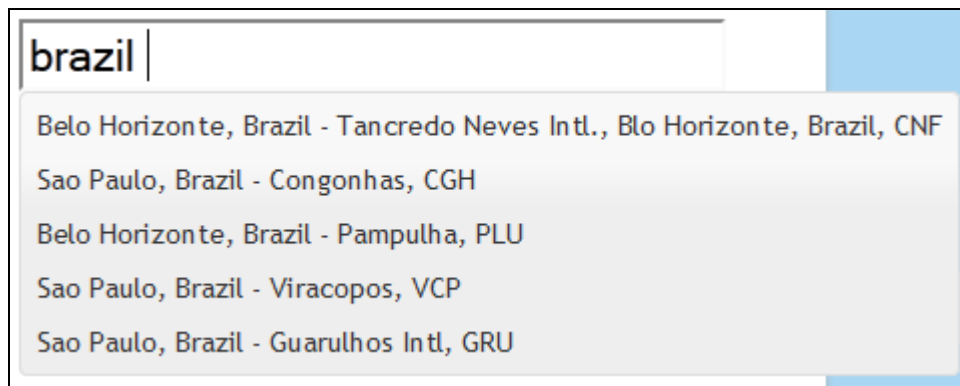 brazil
Belo Horizonte, Brazil - Tancredo Neves Intl., Blo Horizonte, Brazil, CNF
Sao Paulo, Brazil - Congonhas, CGH
Belo Horizonte, Brazil - Pampulha, PLU
Sao Paulo, Brazil - Viracopos, VCP
Sao Paulo, Brazil - Guarulhos Intl, GRU